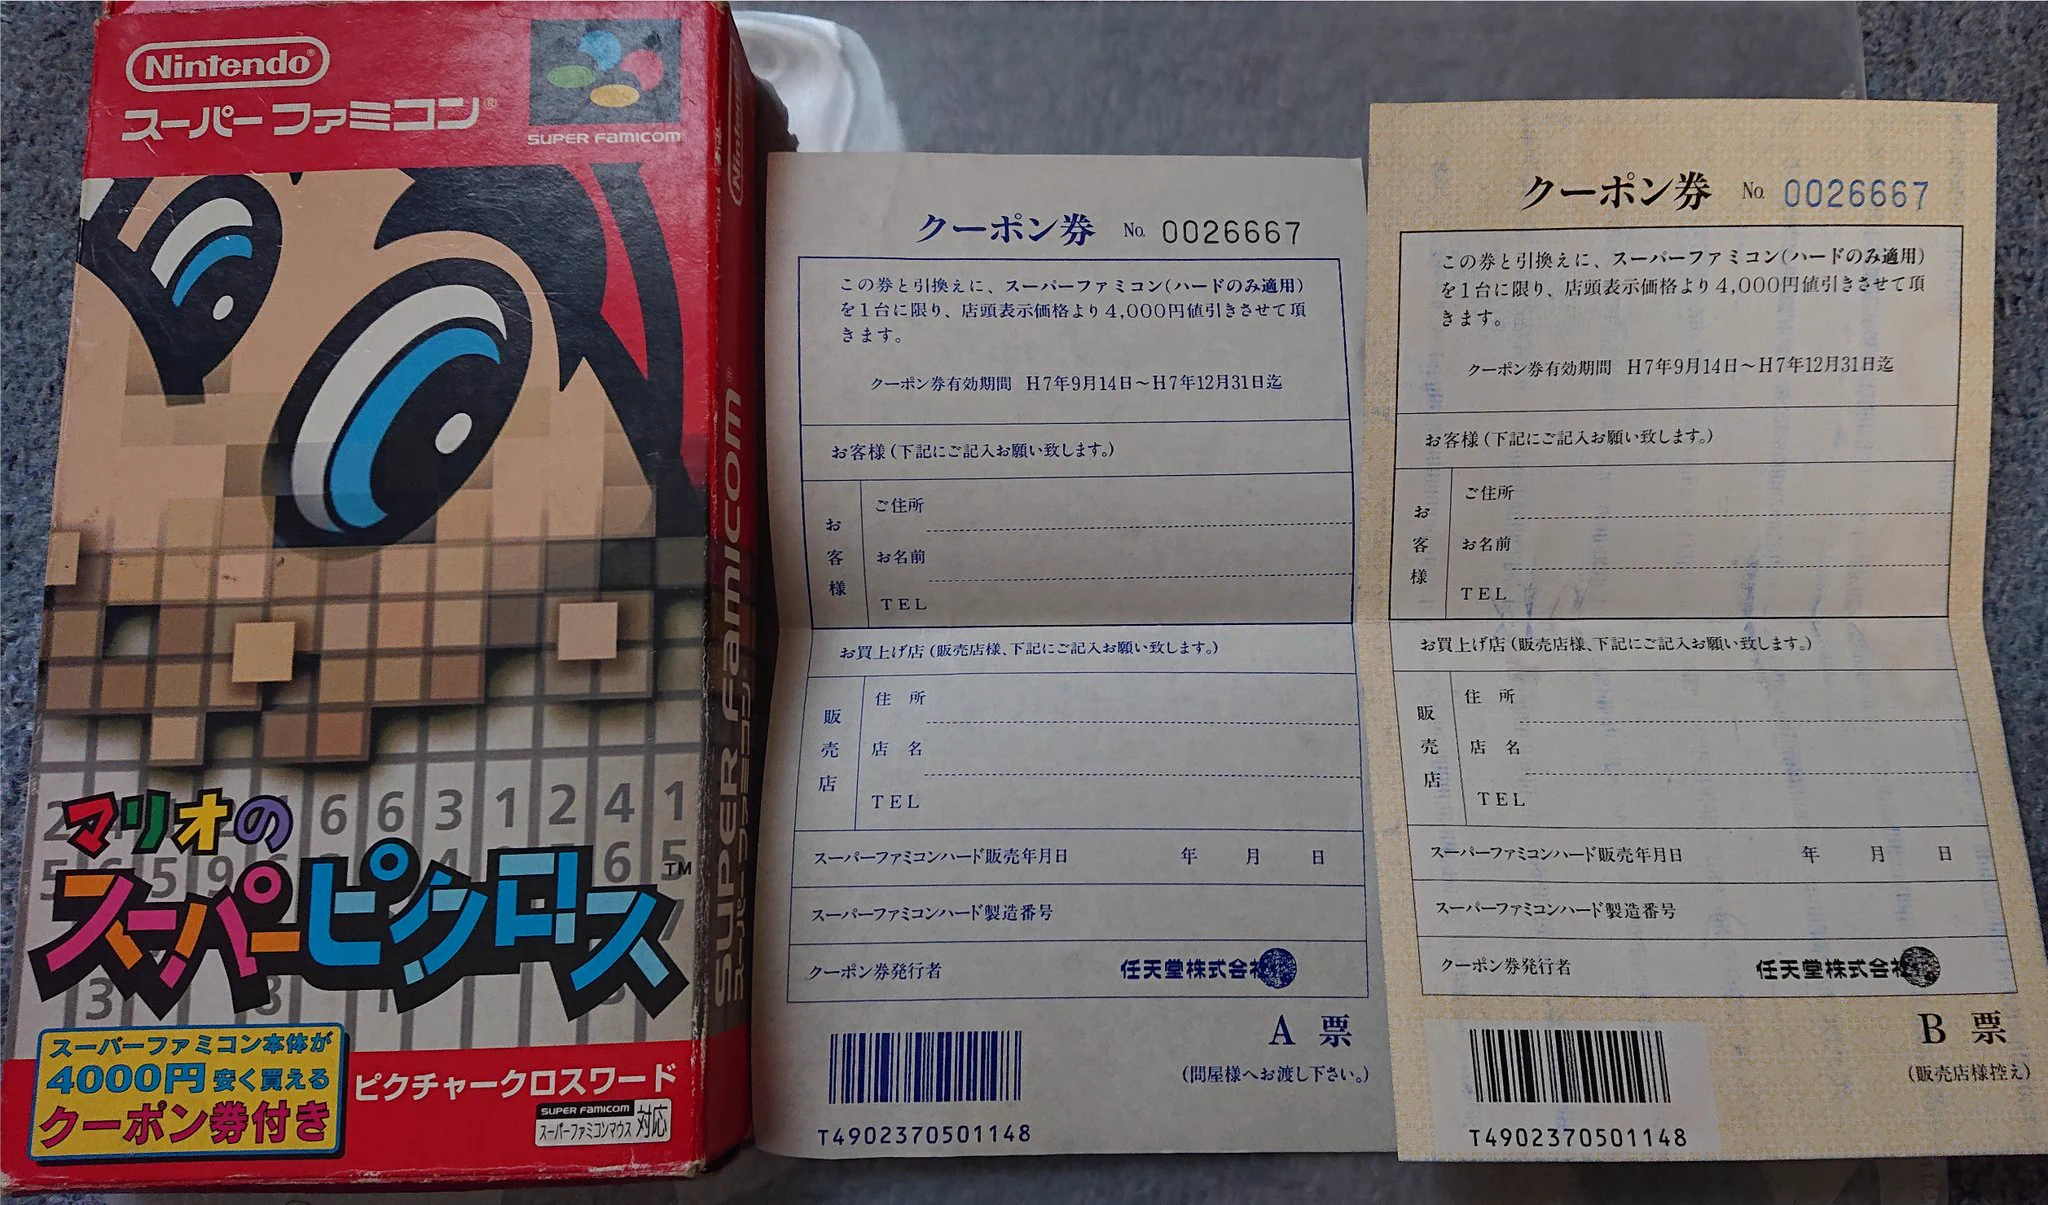 Nintendo®
スーパーファミコン®
SUPER FAMICOM
マリオの
スーパーピクロス™
スーパーファミコン本体が
4000円安く買える
クーポン券付き
ピクチャークロスワード
SUPER FAMICOM
スーパーファミコンマウス
対応
6 6 3 1 2 4 1
Nintendo
SUPER FAMICOM®
スーパーファミコン
クーポン券 No. 0026667
この券と引換えに、スーパーファミコン(ハードのみ適用)
を1台に限り、店頭表示価格より4,000円値引きさせて頂
きます。
クーポン券有効期間 H7年9月14日～H7年12月31日迄
お客様(下記にご記入お願い致します。)
お客様
ご住所
お名前
TEL
お買上げ店(販売店様、下記にご記入お願い致します。)
販売店
住 所
店 名
TEL
スーパーファミコンハード販売年月日 年 月 日
スーパーファミコンハード製造番号
クーポン券発行者 任天堂株式会社
A 票
(問屋様へお渡し下さい。)
T4902370501148
クーポン券 No. 0026667
この券と引換えに、スーパーファミコン(ハードのみ適用)
を1台に限り、店頭表示価格より4,000円値引きさせて頂
きます。
クーポン券有効期間 H7年9月14日～H7年12月31日迄
お客様(下記にご記入お願い致します。)
お客様
ご住所
お名前
TEL
お買上げ店(販売店様、下記にご記入お願い致します。)
販売店
住 所
店 名
TEL
スーパーファミコンハード販売年月日 年 月 日
スーパーファミコンハード製造番号
クーポン券発行者 任天堂株式会社
B 票
(販売店様控え)
T4902370501148